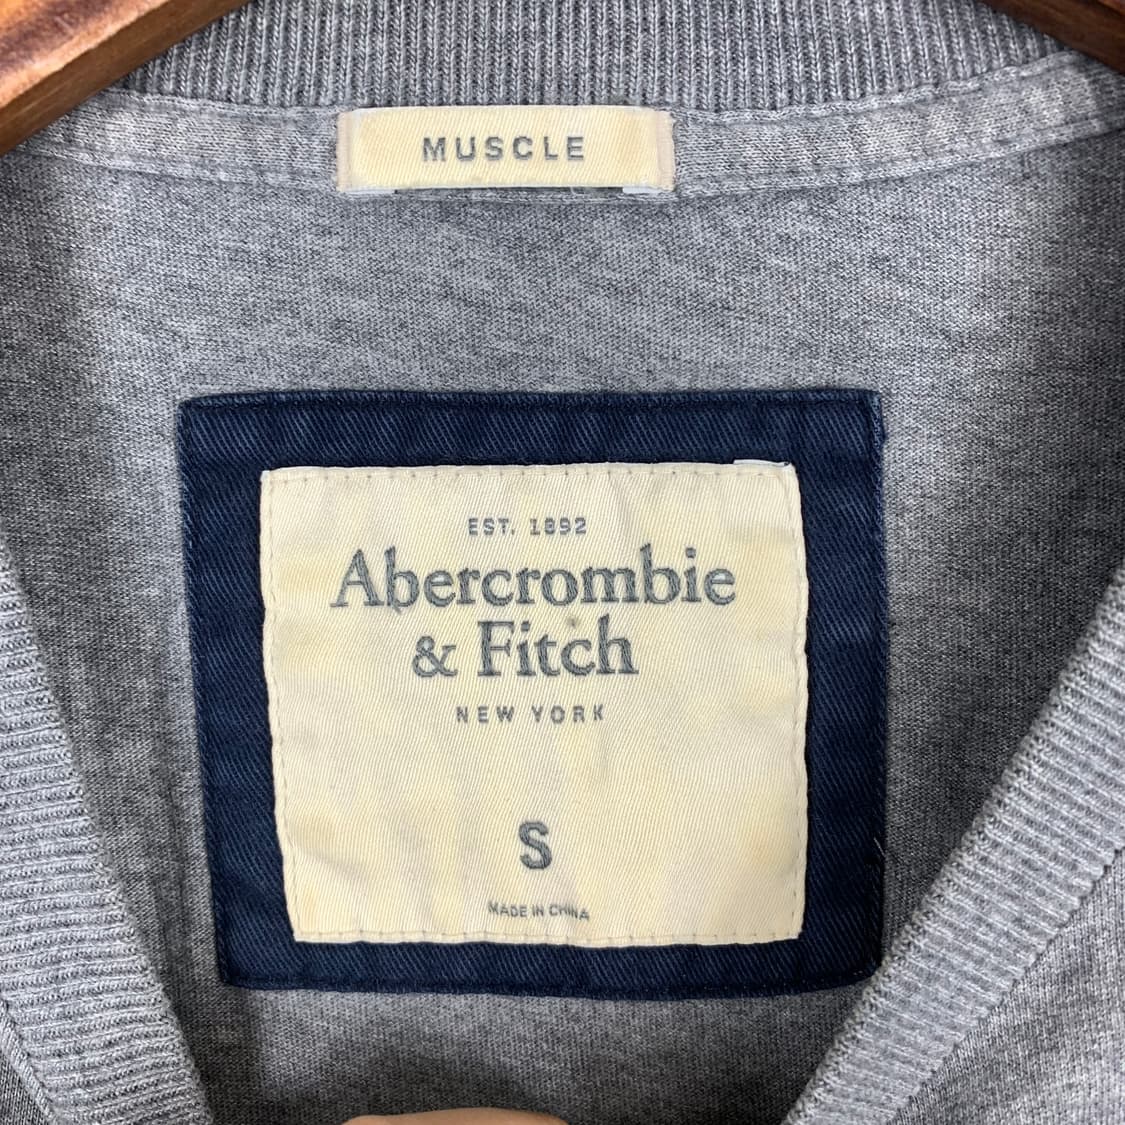 MUSCLE
EST. 1892
Abercrombie
& Fitch
NEW YORK
S
MADE IN CHINA